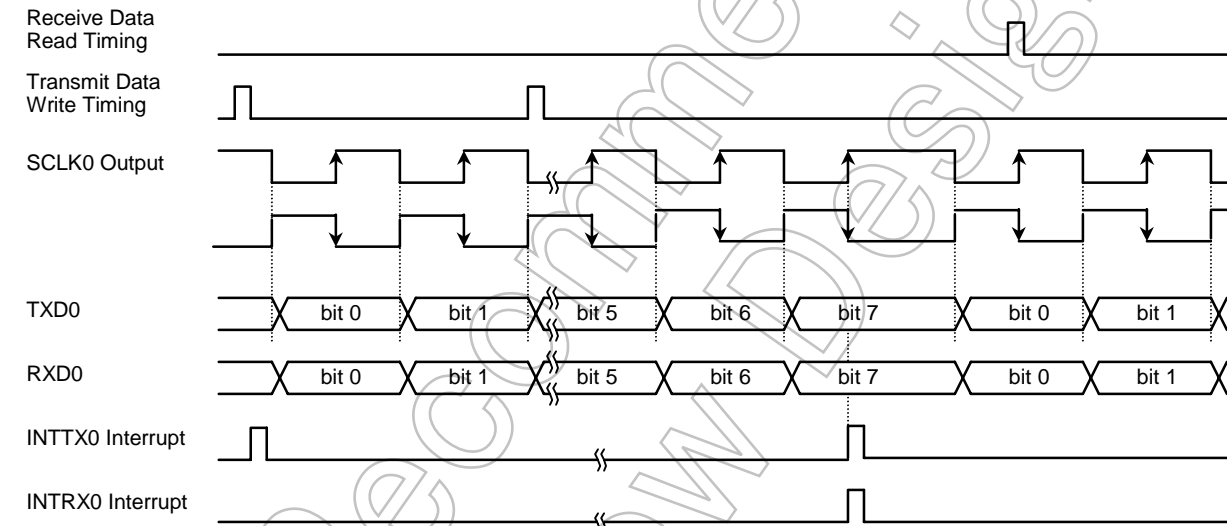 Receive Data
Read Timing
Transmit Data
Write Timing
SCLK0 Output
TXD0
bit 0 bit 1 bit 5 bit 6 bit 7 bit 0 bit 1
RXD0
bit 0 bit 1 bit 5 bit 6 bit 7 bit 0 bit 1
INTTX0 Interrupt
INTRX0 Interrupt